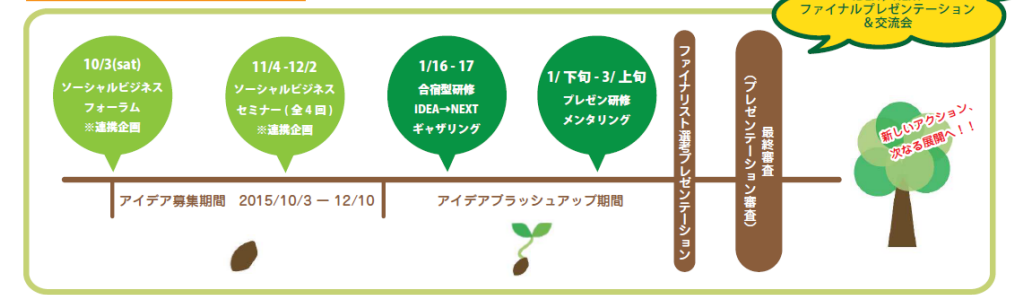 ファイナルプレゼンテーション
＆交流会
10/3(sat)
ソーシャルビジネス
フォーラム
※連携企画
11/4 -12/2
ソーシャルビジネス
セミナー ( 全 4 回 )
※連携企画
1/16 - 17
合宿型研修
IDEA→NEXT
ギャザリング
1/ 下旬 - 3/ 上旬
プレゼン研修
メンタリング
ファイナリスト選考プレゼンテーション
最終審査
（プレゼンテーション審査）
新しいアクション、
次なる展開へ！！
アイデア募集期間　2015/10/3 ー 12/10
アイデアブラッシュアップ期間